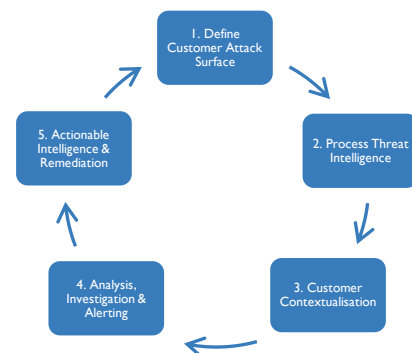 1. Define
Customer Attack
Surface
2. Process Threat
Intelligence
3. Customer
Contextualisation
4. Analysis,
Investigation &
Alerting
5. Actionable
Intelligence &
Remediation